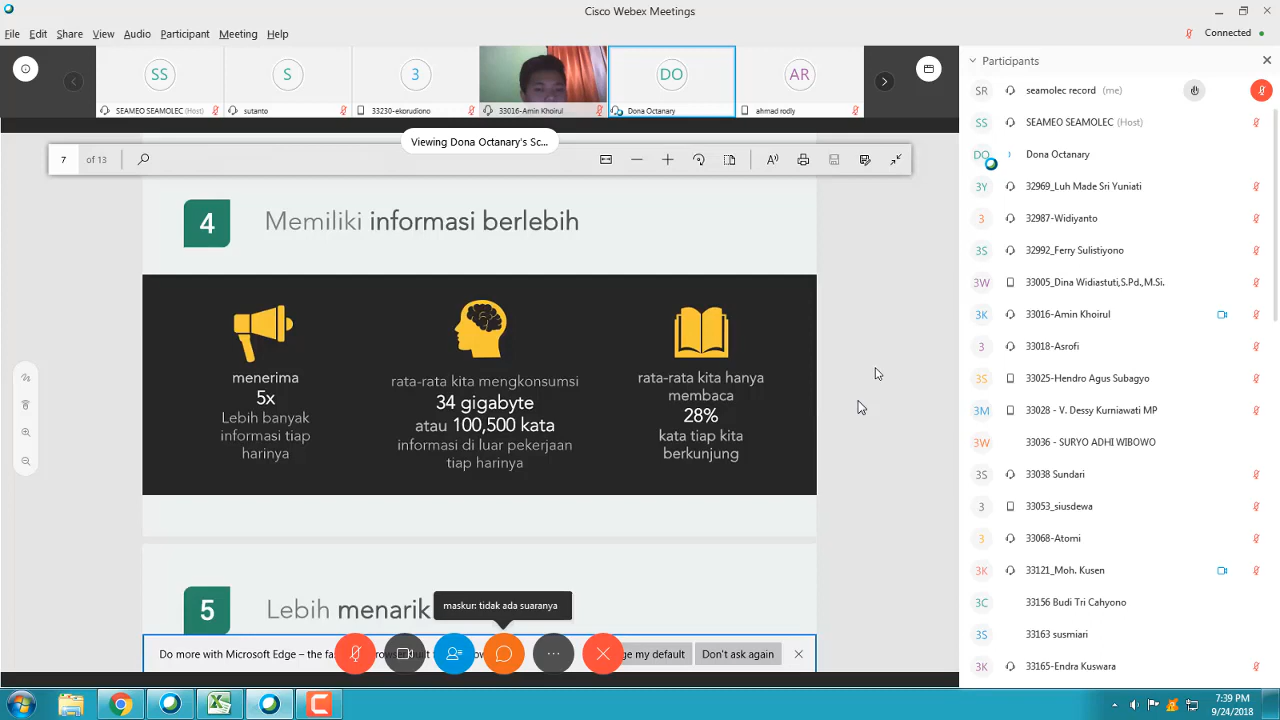 Cisco Webex Meetings
File Edit Share View Audio Participant Meeting Help
Connected
SS
S
3
DO
AR
SEAMEO SEAMOLEC (Host)
sutanto
33230-ekorudiono
33016-Amin Khoirul
Dona Octanary
ahmad rodly
Viewing Dona Octanary's Sc...
7 of 13
4 Memiliki informasi berlebih
menerima
5x
Lebih banyak
informasi tiap
harinya
rata-rata kita mengkonsumsi
34 gigabyte
atau 100,500 kata
informasi di luar pekerjaan
tiap harinya
rata-rata kita hanya
membaca
28%
kata tiap kita
berkunjung
5 Lebih menarik
maskur: tidak ada suaranya
Do more with Microsoft Edge – the fa
ge my default
Don't ask again
Participants
SR seamolec record (me)
SS SEAMEO SEAMOLEC (Host)
DO Dona Octanary
3Y 32969_Luh Made Sri Yuniati
3 32987-Widiyanto
3S 32992_Ferry Sulistiyono
3W 33005_Dina Widiastuti,S.Pd.,M.Si.
3K 33016-Amin Khoirul
3 33018-Asrofi
3S 33025-Hendro Agus Subagyo
3M 33028 - V. Dessy Kurniawati MP
3W 33036 - SURYO ADHI WIBOWO
3S 33038 Sundari
3 33053_siusdewa
3 33068-Atomi
3K 33121_Moh. Kusen
3C 33156 Budi Tri Cahyono
3S 33163 susmiari
3K 33165-Endra Kuswara
7:39 PM
9/24/2018